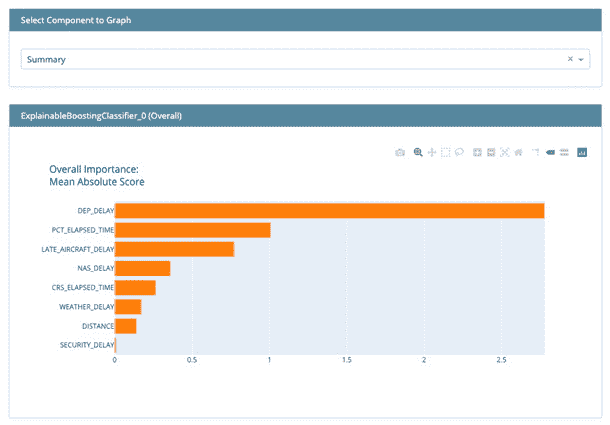 Select Component to Graph
Summary
ExplainableBoostingClassifier_0 (Overall)
Overall Importance:
Mean Absolute Score
DEP_DELAY
PCT_ELAPSED_TIME
LATE_AIRCRAFT_DELAY
NAS_DELAY
CRS_ELAPSED_TIME
WEATHER_DELAY
DISTANCE
SECURITY_DELAY
0 0.5 1 1.5 2 2.5